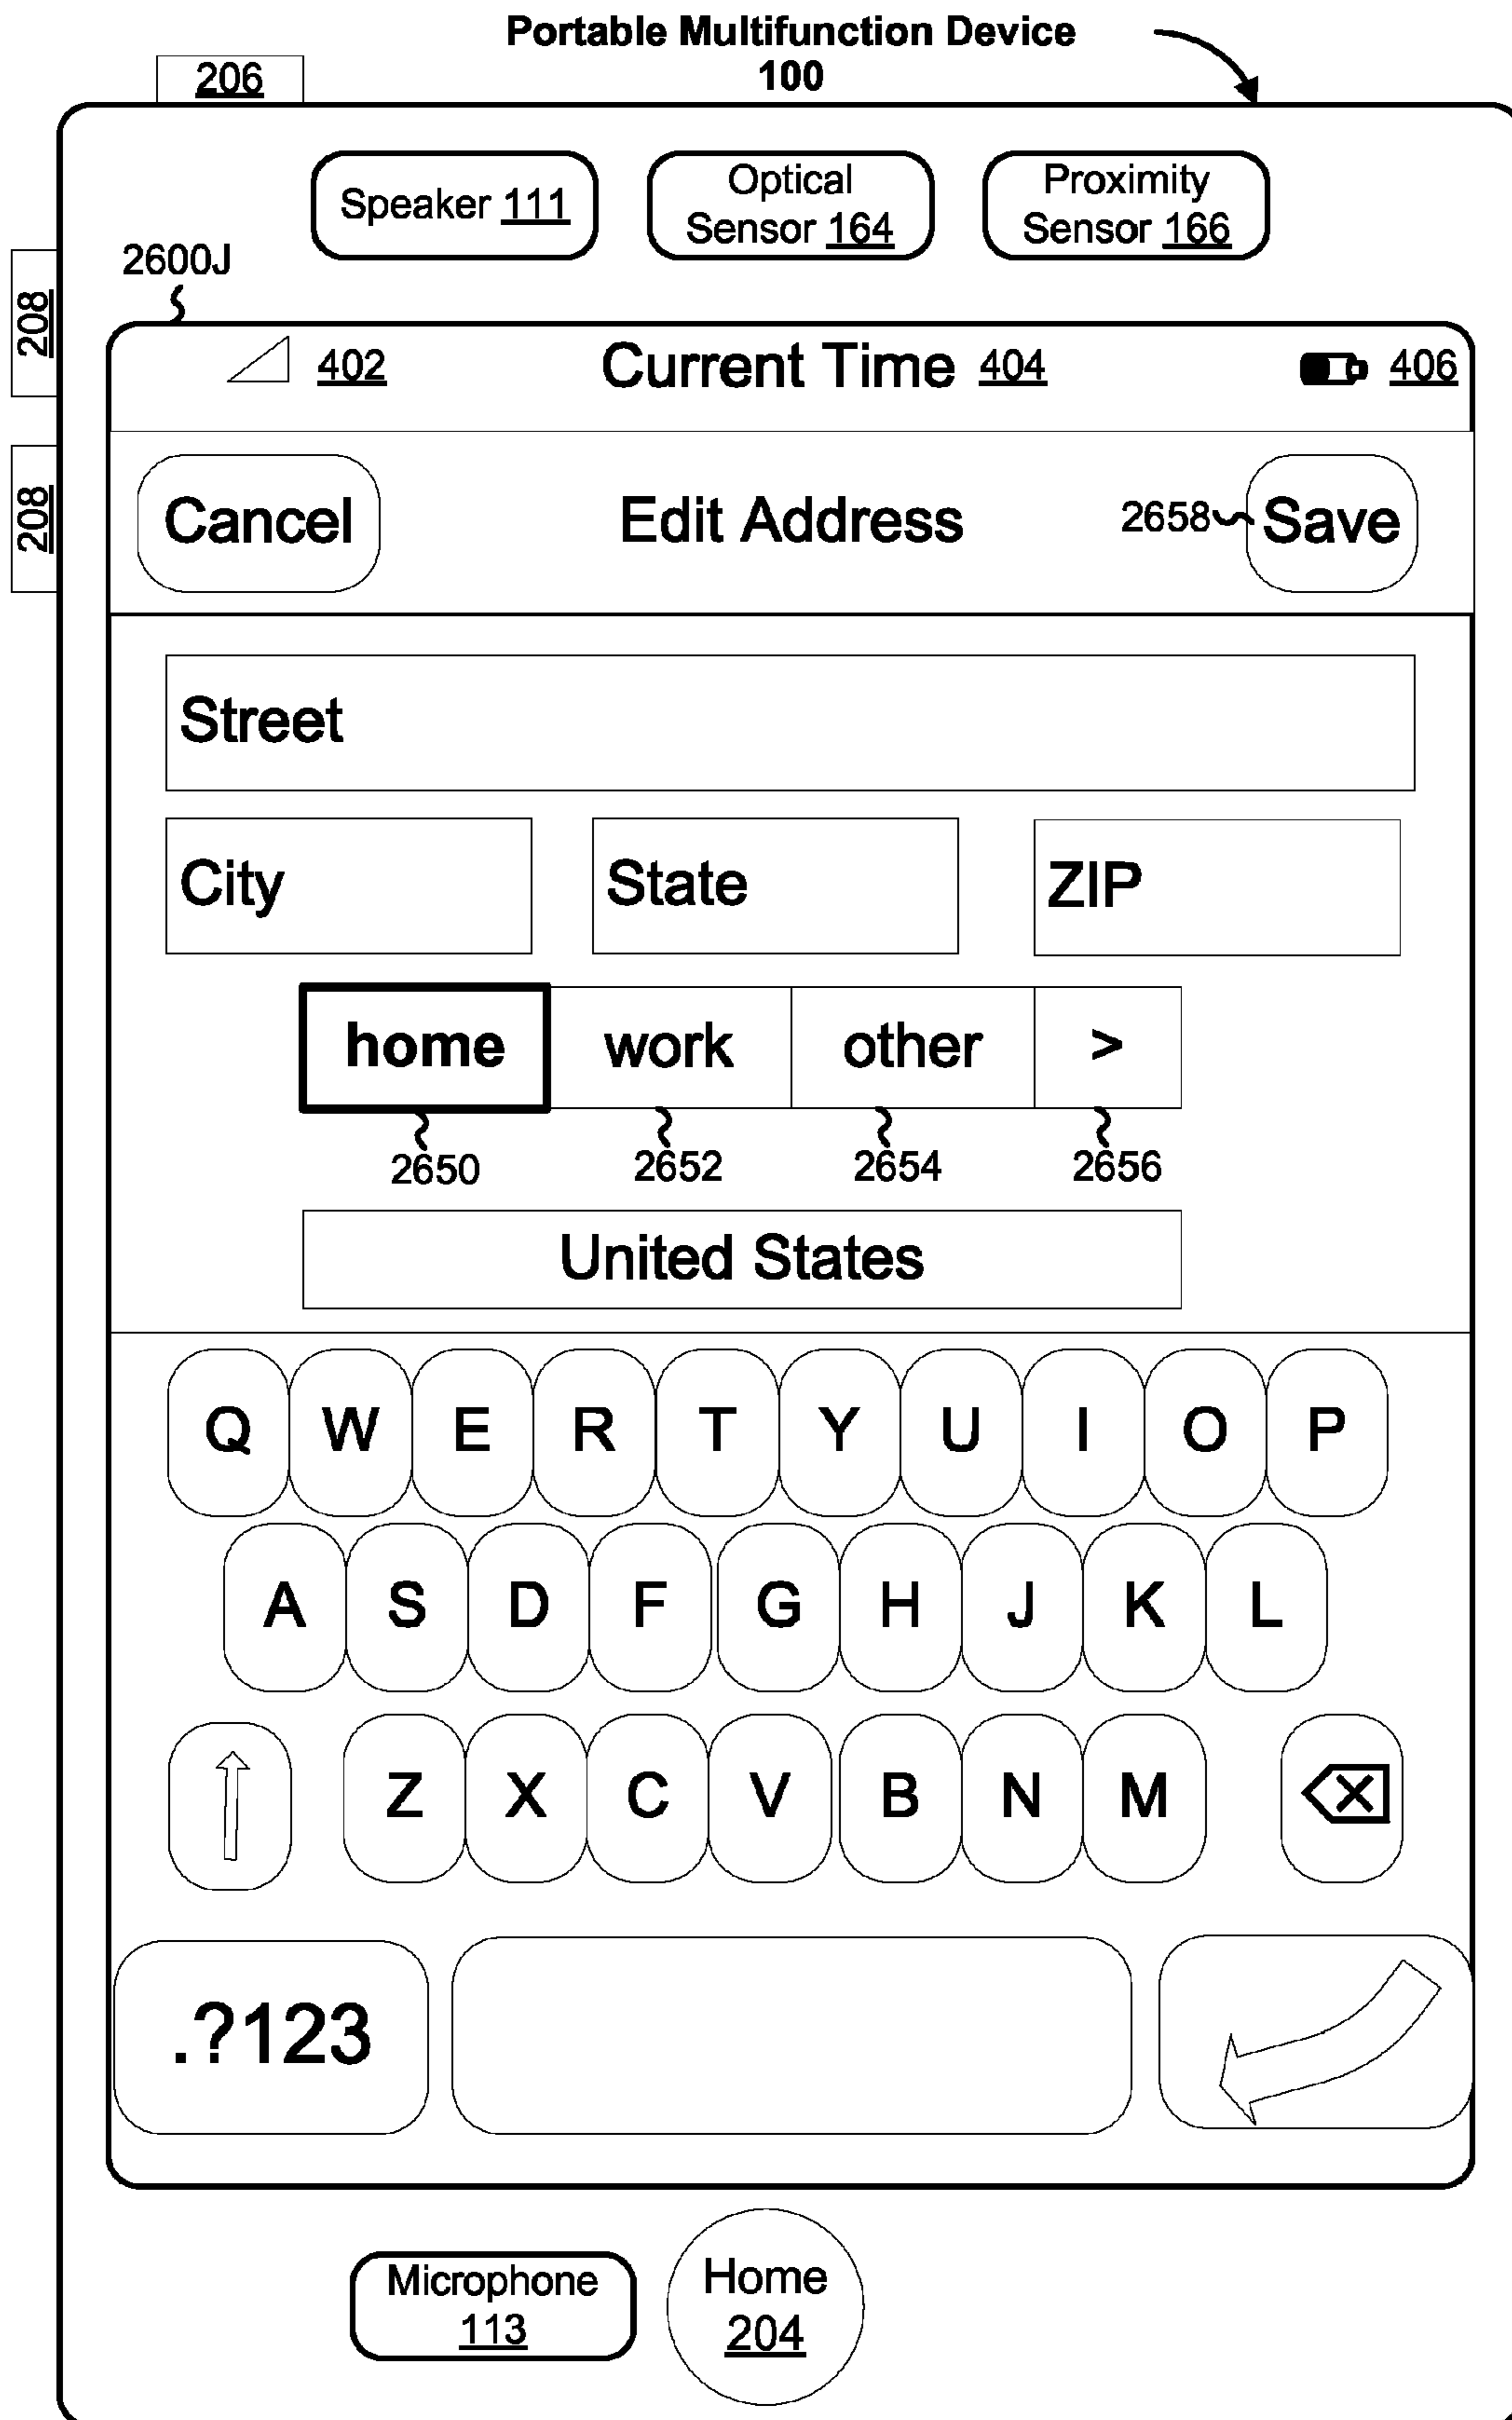 Portable Multifunction Device
100
206
Speaker 111
Optical
Sensor 164
Proximity
Sensor 166
2600J
208
208
402
Current Time 404
406
Cancel
Edit Address
2658
Save
Street
City
State
ZIP
home
work
other
>
2650
2652
2654
2656
United States
Q W E R T Y U I O P
A S D F G H J K L
Z X C V B N M
.?123
Microphone
113
Home
204